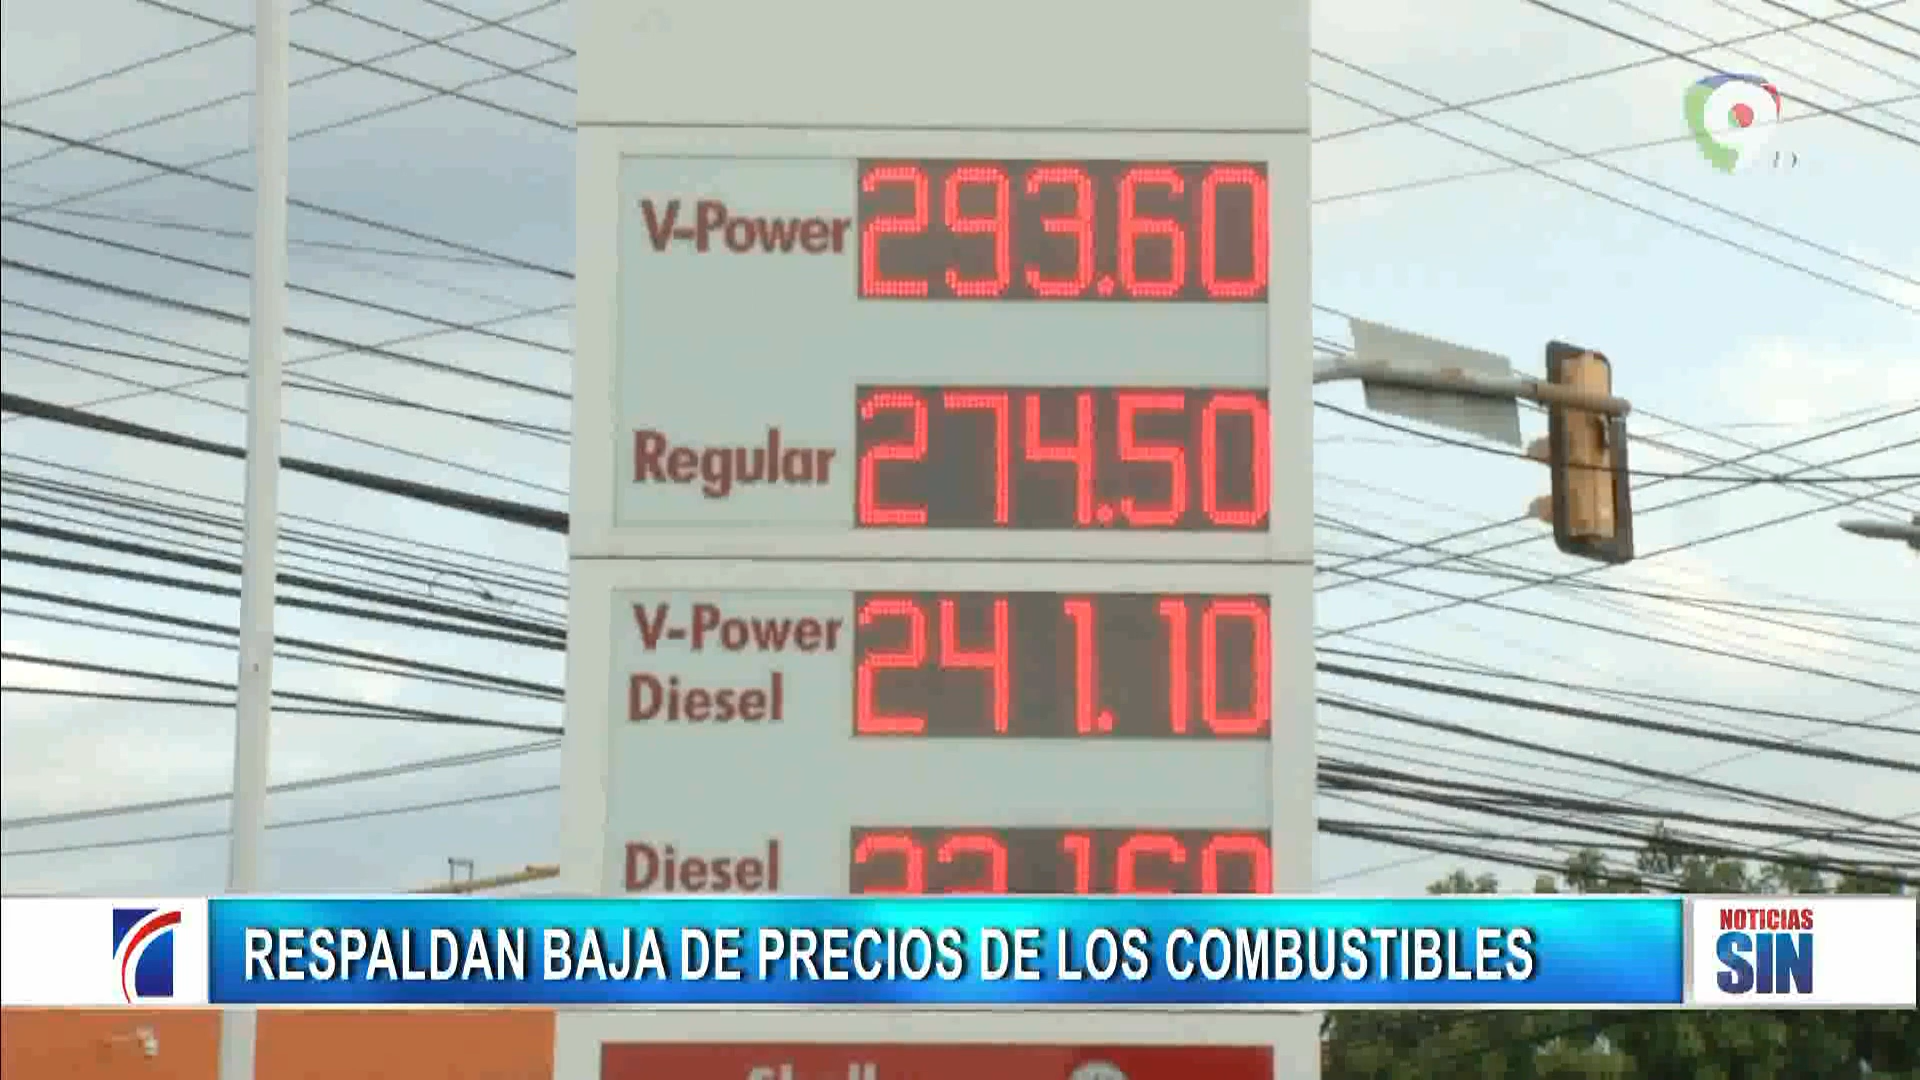 V-Power 293.60
Regular 274.50
V-Power
Diesel 241.10
Diesel
RESPALDAN BAJA DE PRECIOS DE LOS COMBUSTIBLES
NOTICIAS
SIN